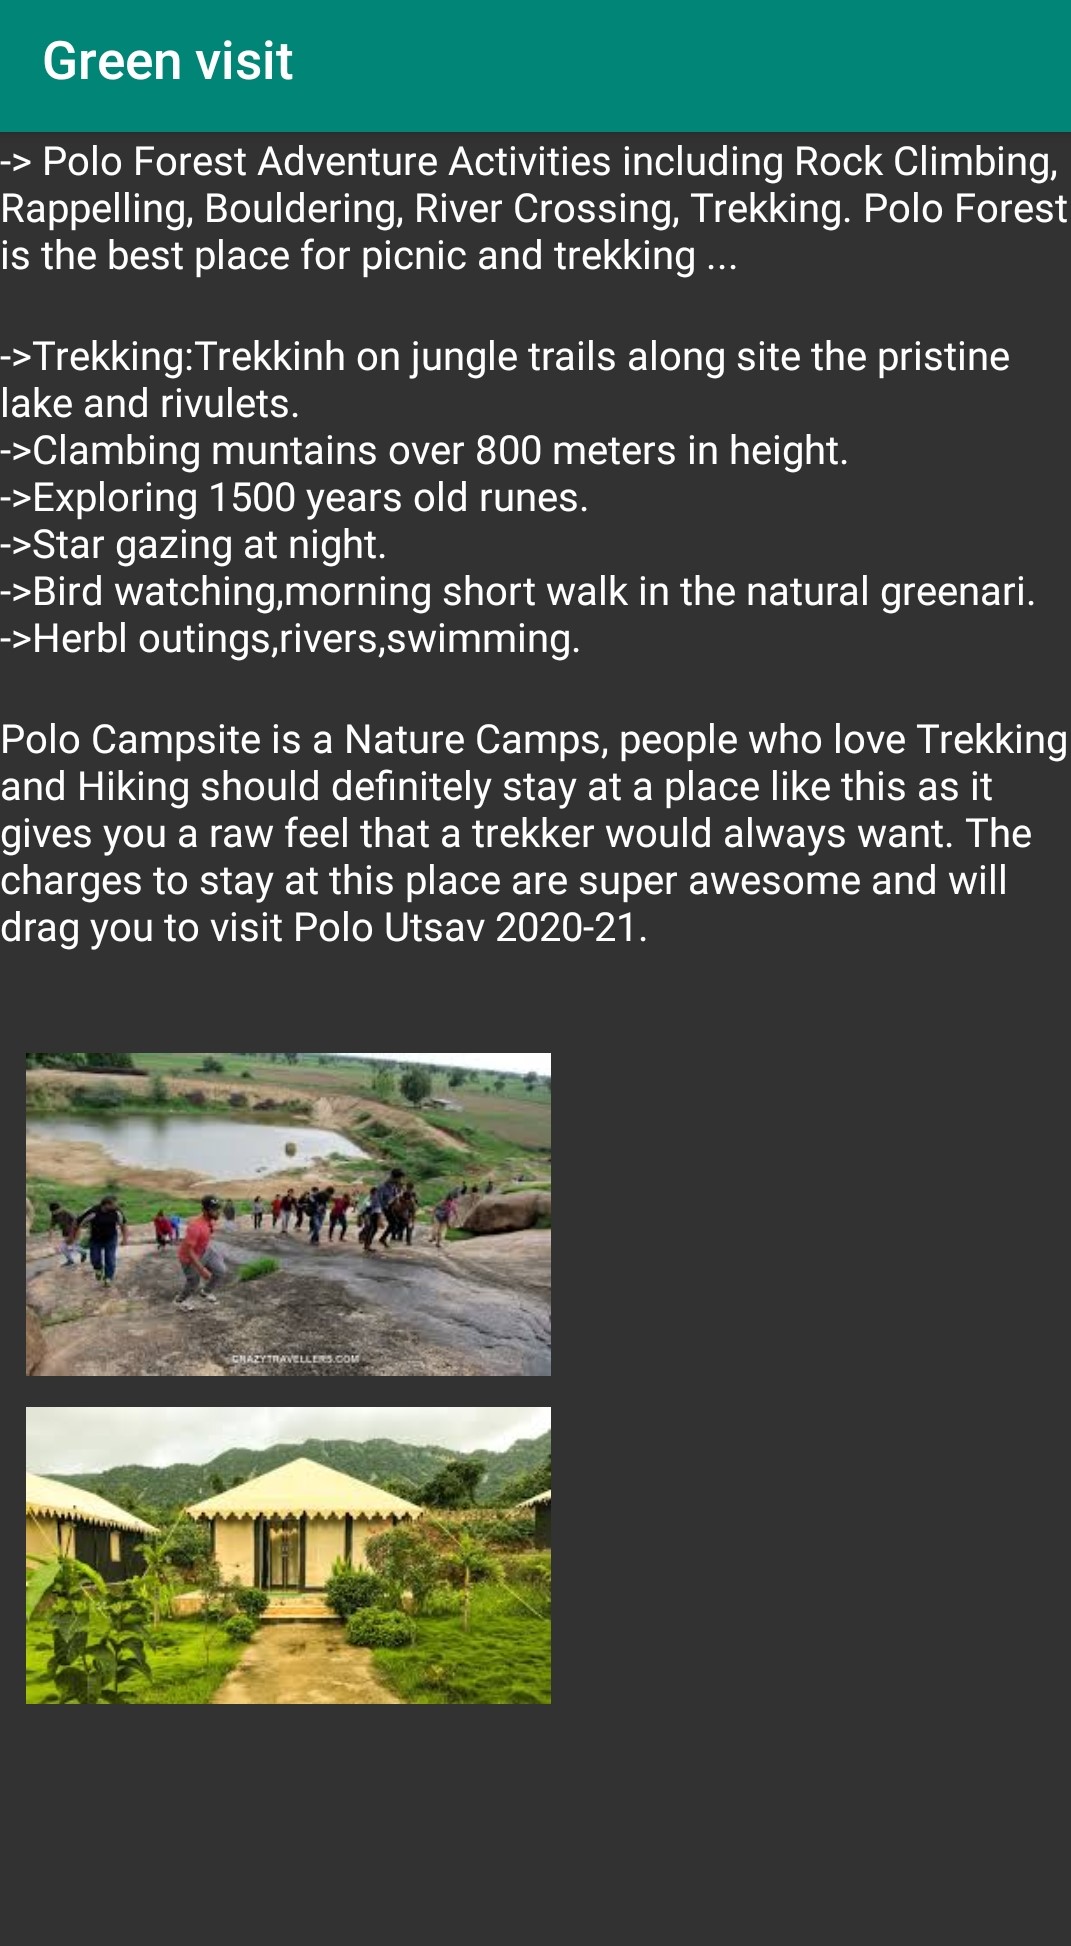 Green visit
-> Polo Forest Adventure Activities including Rock Climbing,
Rappelling, Bouldering, River Crossing, Trekking. Polo Forest
is the best place for picnic and trekking ...
->Trekking:Trekkinh on jungle trails along site the pristine
lake and rivulets.
->Clambing muntains over 800 meters in height.
->Exploring 1500 years old runes.
->Star gazing at night.
->Bird watching,morning short walk in the natural greenari.
->Herbl outings,rivers,swimming.
Polo Campsite is a Nature Camps, people who love Trekking
and Hiking should definitely stay at a place like this as it
gives you a raw feel that a trekker would always want. The
charges to stay at this place are super awesome and will
drag you to visit Polo Utsav 2020-21.
CRAZYTRAVELLERS.COM